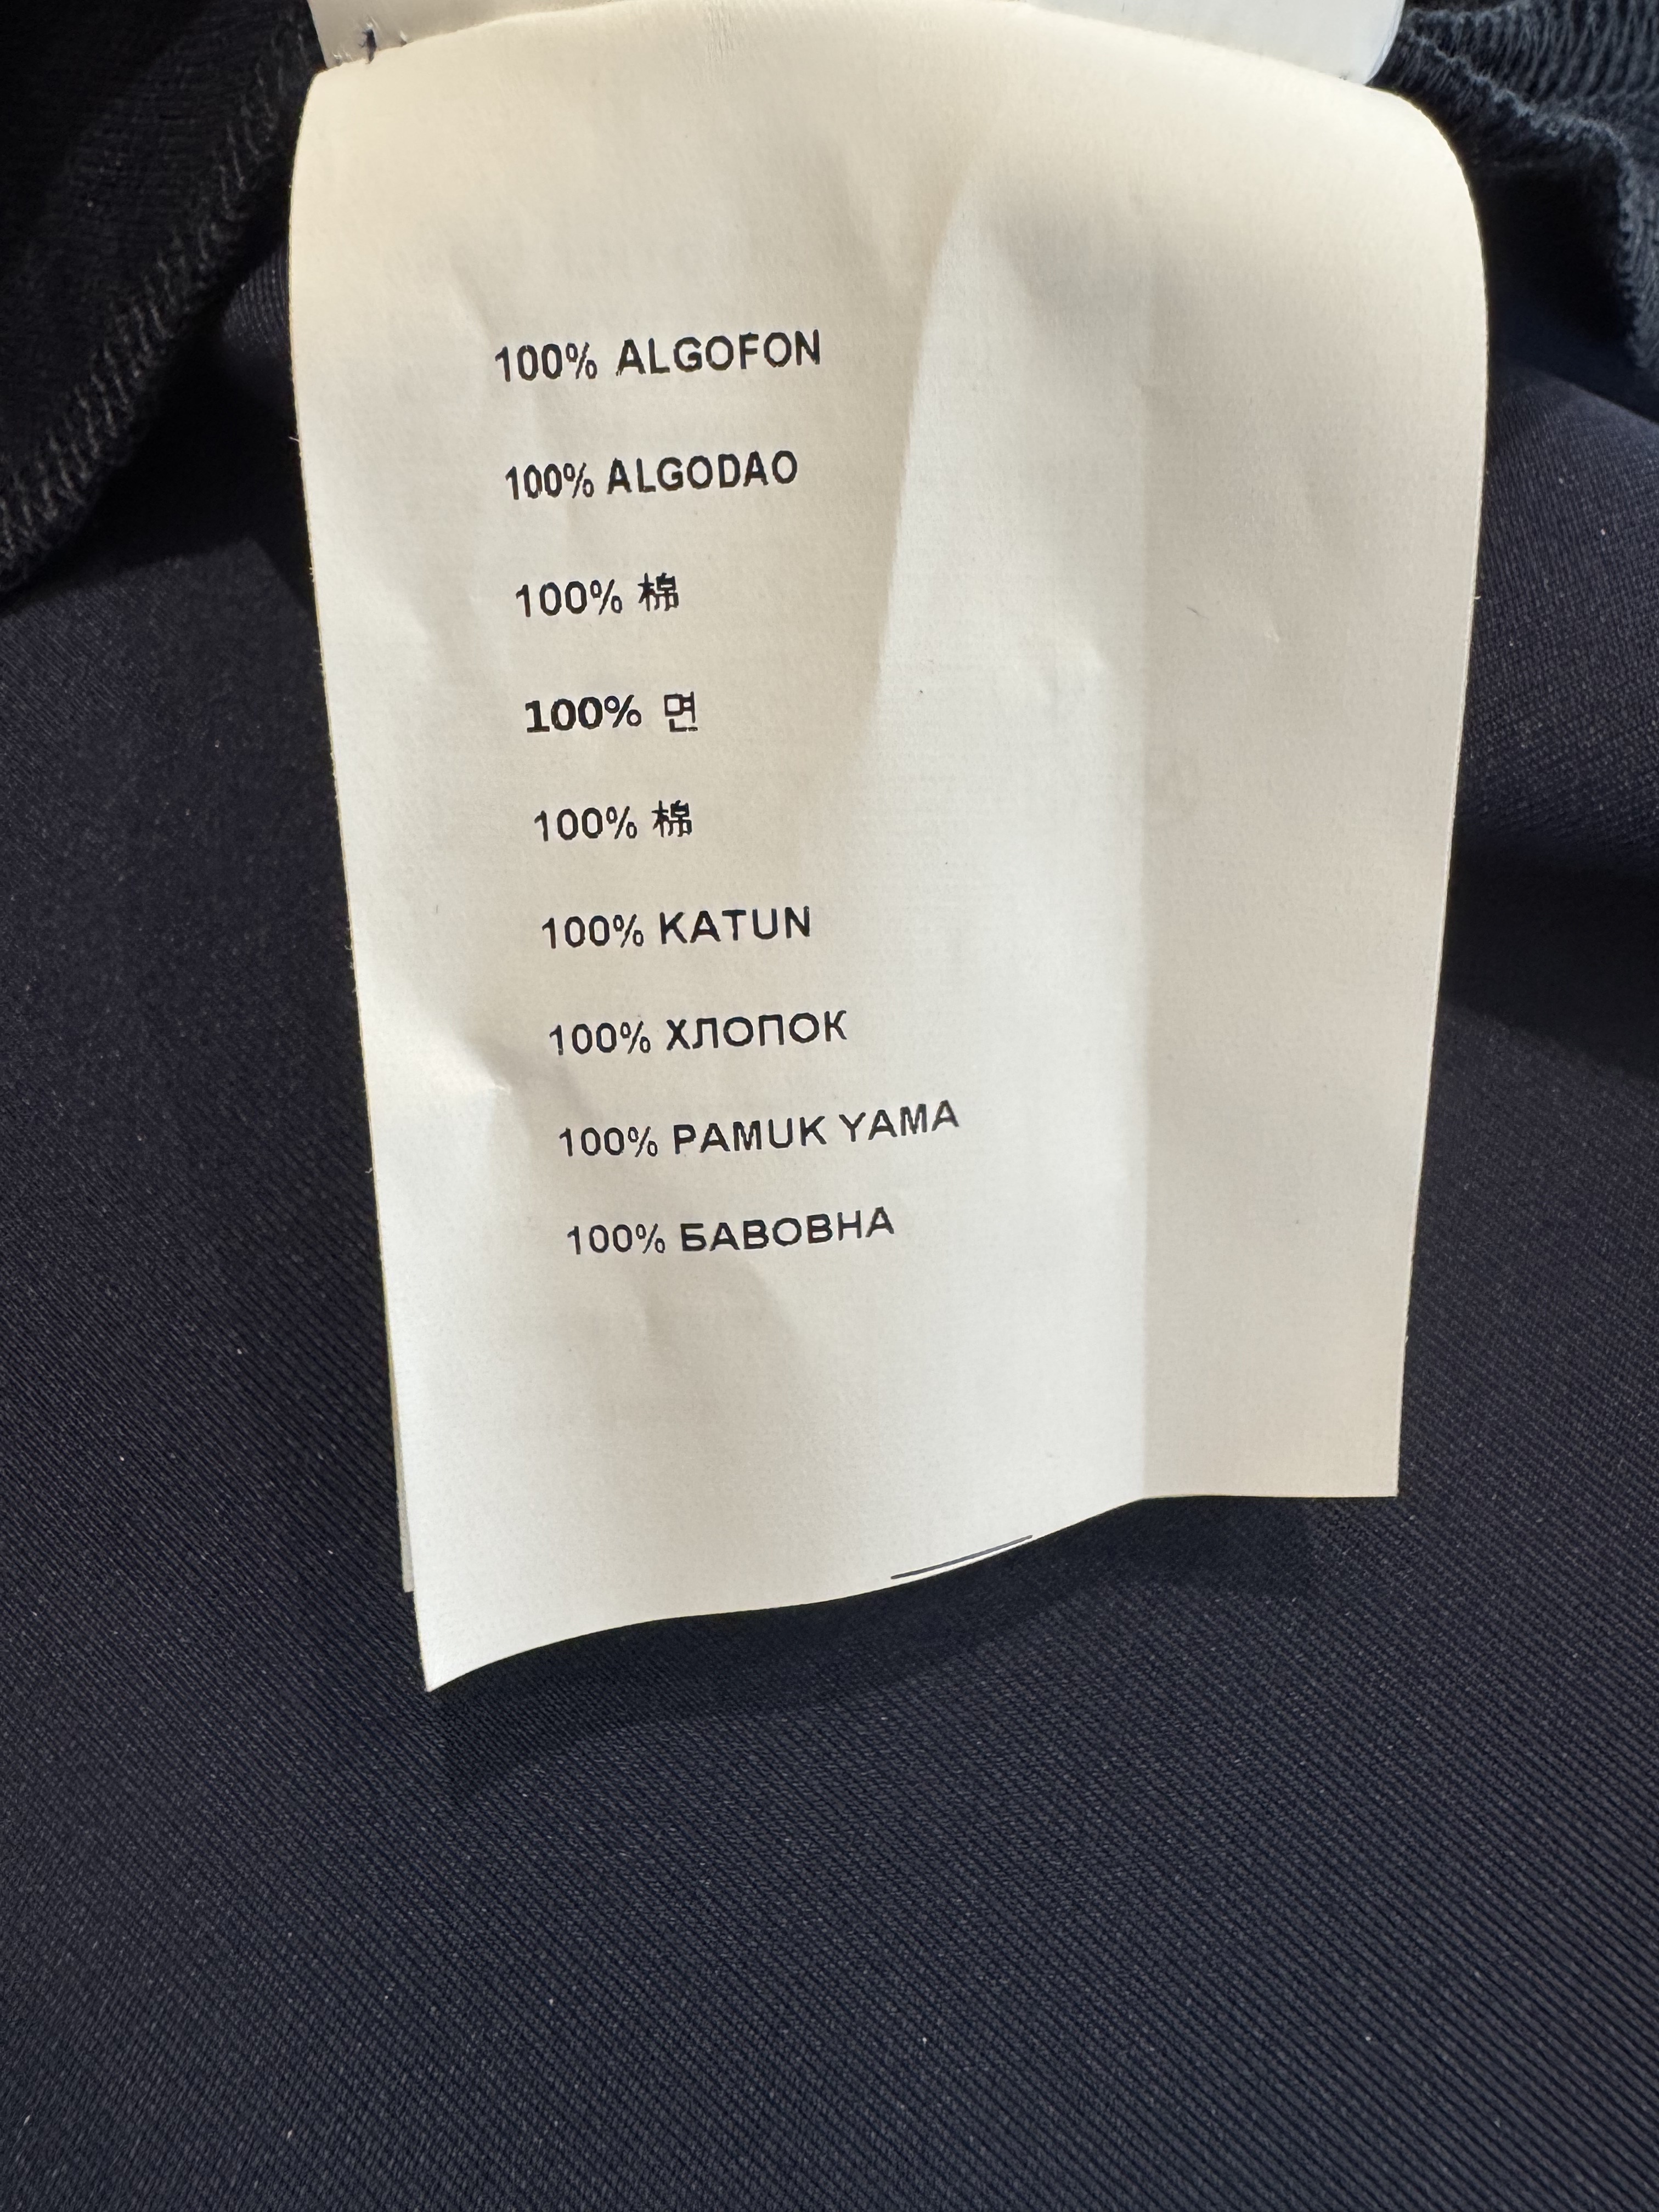 100% ALGOFON
100% ALGODAO
100% 棉
100% 면
100% 棉
100% KATUN
100% ХЛОПОК
100% PAMUK YAMA
100% БАВОВНА